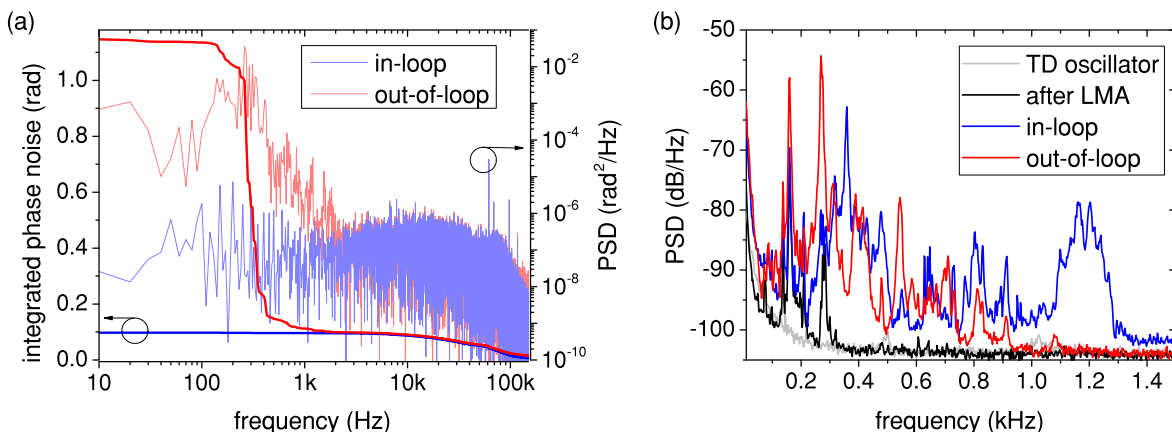 (a)
integrated phase noise (rad)
1.0
0.8
0.6
0.4
0.2
0.0
in-loop
out-of-loop
10⁻²
10⁻⁴
10⁻⁶
10⁻⁸
10⁻¹⁰
PSD (rad²/Hz)
10 100 1k 10k 100k
frequency (Hz)
(b)
PSD (dB/Hz)
-50
-60
-70
-80
-90
-100
TD oscillator
after LMA
in-loop
out-of-loop
0.2 0.4 0.6 0.8 1.0 1.2 1.4
frequency (kHz)